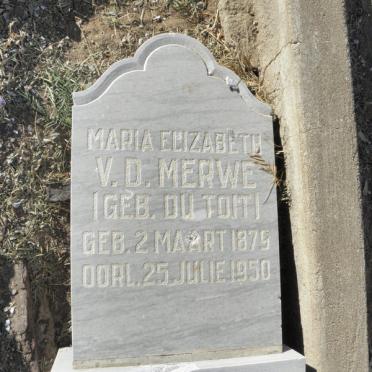 MARIA ELIZABETH
V. D. MERWE
(GEB. DU TOIT)
GEB. 2 MAART 1875
OORL. 25 JULIE 1950